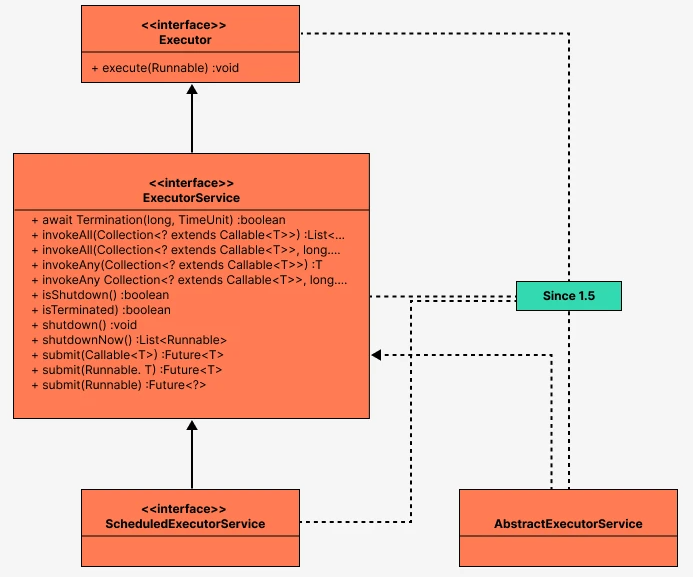 <<interface>>
Executor
+ execute(Runnable) :void
<<interface>>
ExecutorService
+ await Termination(long, TimeUnit) :boolean
+ invokeAll(Collection<? extends Callable<T>>) :List<...
+ invokeAll(Collection<? extends Callable<T>>, long....
+ invokeAny(Collection<? extends Callable<T>>) :T
+ invokeAny Collection<? extends Callable<T>>, long....
+ isShutdown() :boolean
+ isTerminated) :boolean
+ shutdown() :void
+ shutdownNow() :List<Runnable>
+ submit(Callable<T>) :Future<T>
+ submit(Runnable. T) :Future<T>
+ submit(Runnable) :Future<?>
Since 1.5
<<interface>>
ScheduledExecutorService
AbstractExecutorService